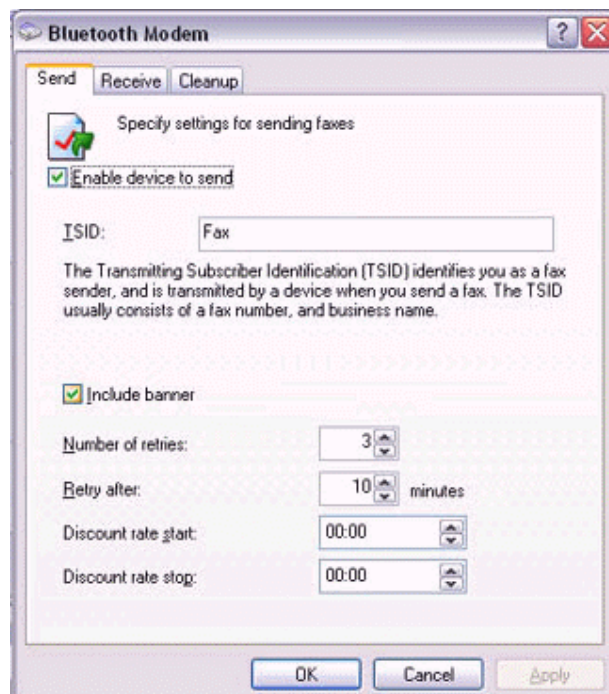 Bluetooth Modem
Send Receive Cleanup
Specify settings for sending faxes
Enable device to send
TSID: Fax
The Transmitting Subscriber Identification (TSID) identifies you as a fax
sender, and is transmitted by a device when you send a fax. The TSID
usually consists of a fax number, and business name.
Include banner
Number of retries: 3
Retry after: 10 minutes
Discount rate start: 00:00
Discount rate stop: 00:00
OK Cancel Apply